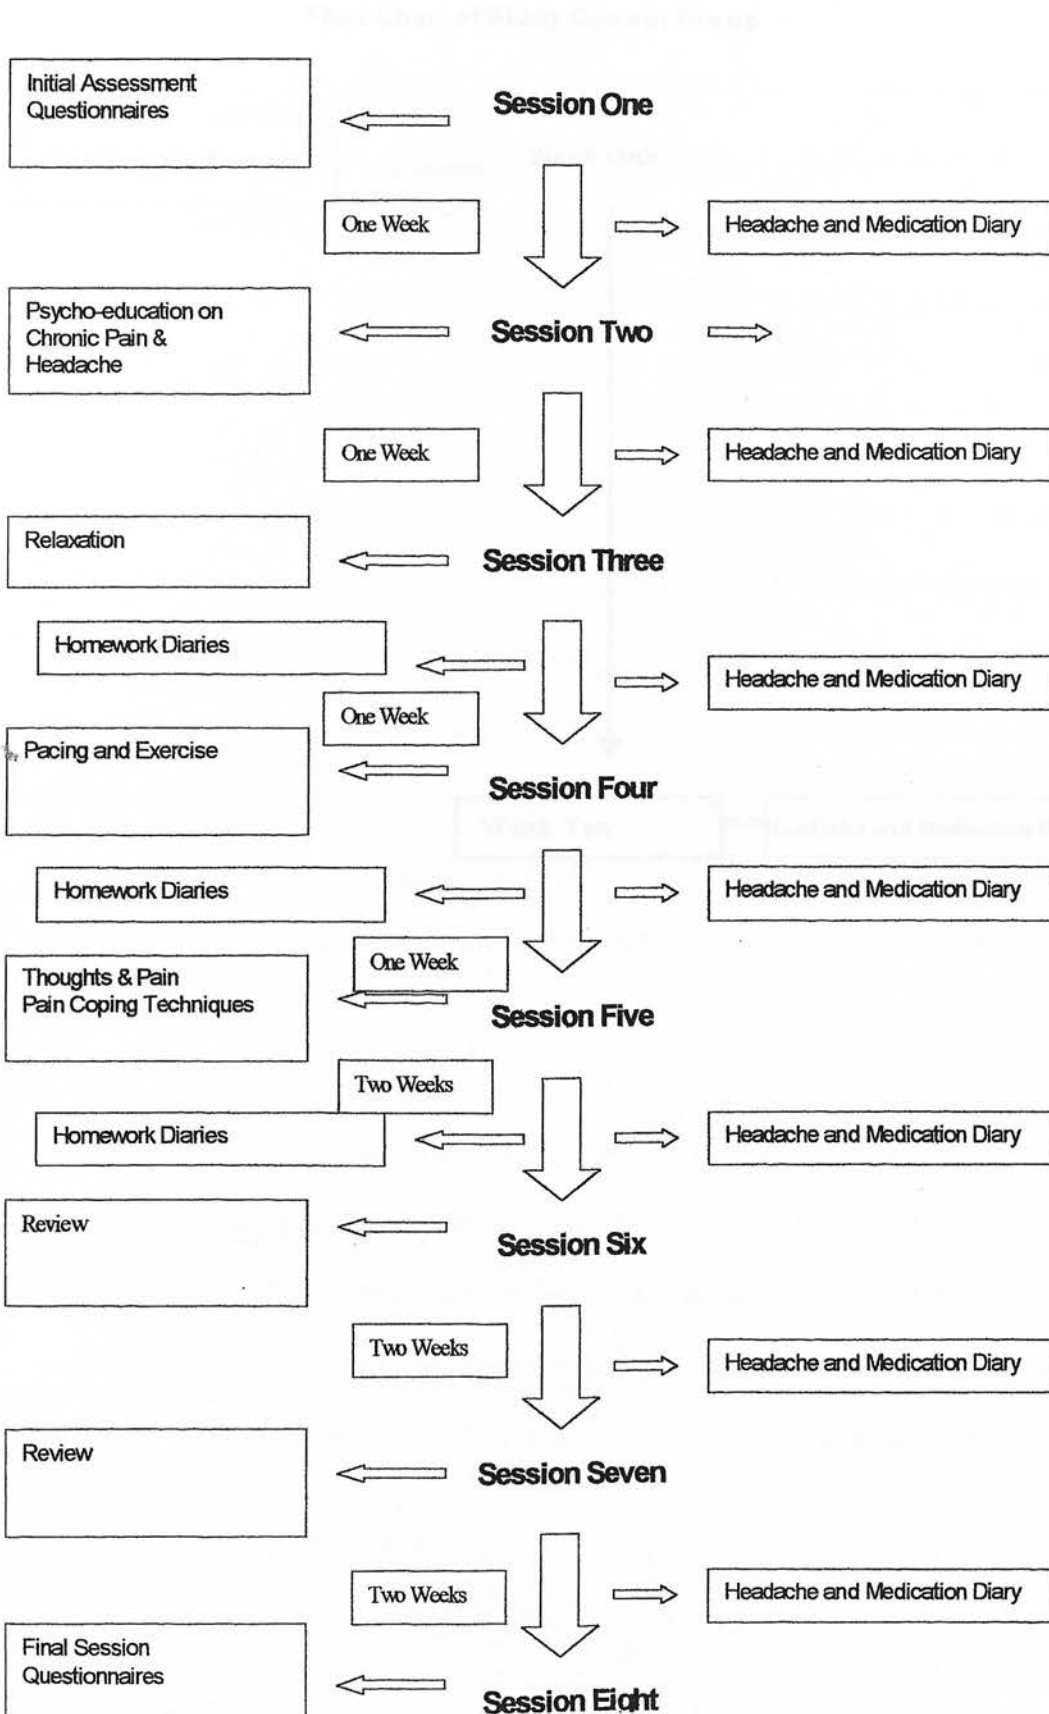 Initial Assessment
Questionnaires
Session One
One Week
Headache and Medication Diary
Psycho-education on
Chronic Pain &
Headache
Session Two
One Week
Headache and Medication Diary
Relaxation
Session Three
Homework Diaries
Headache and Medication Diary
One Week
Pacing and Exercise
Session Four
Homework Diaries
Headache and Medication Diary
One Week
Thoughts & Pain
Pain Coping Techniques
Session Five
Two Weeks
Homework Diaries
Headache and Medication Diary
Review
Session Six
Two Weeks
Headache and Medication Diary
Review
Session Seven
Two Weeks
Headache and Medication Diary
Final Session
Questionnaires
Session Eight